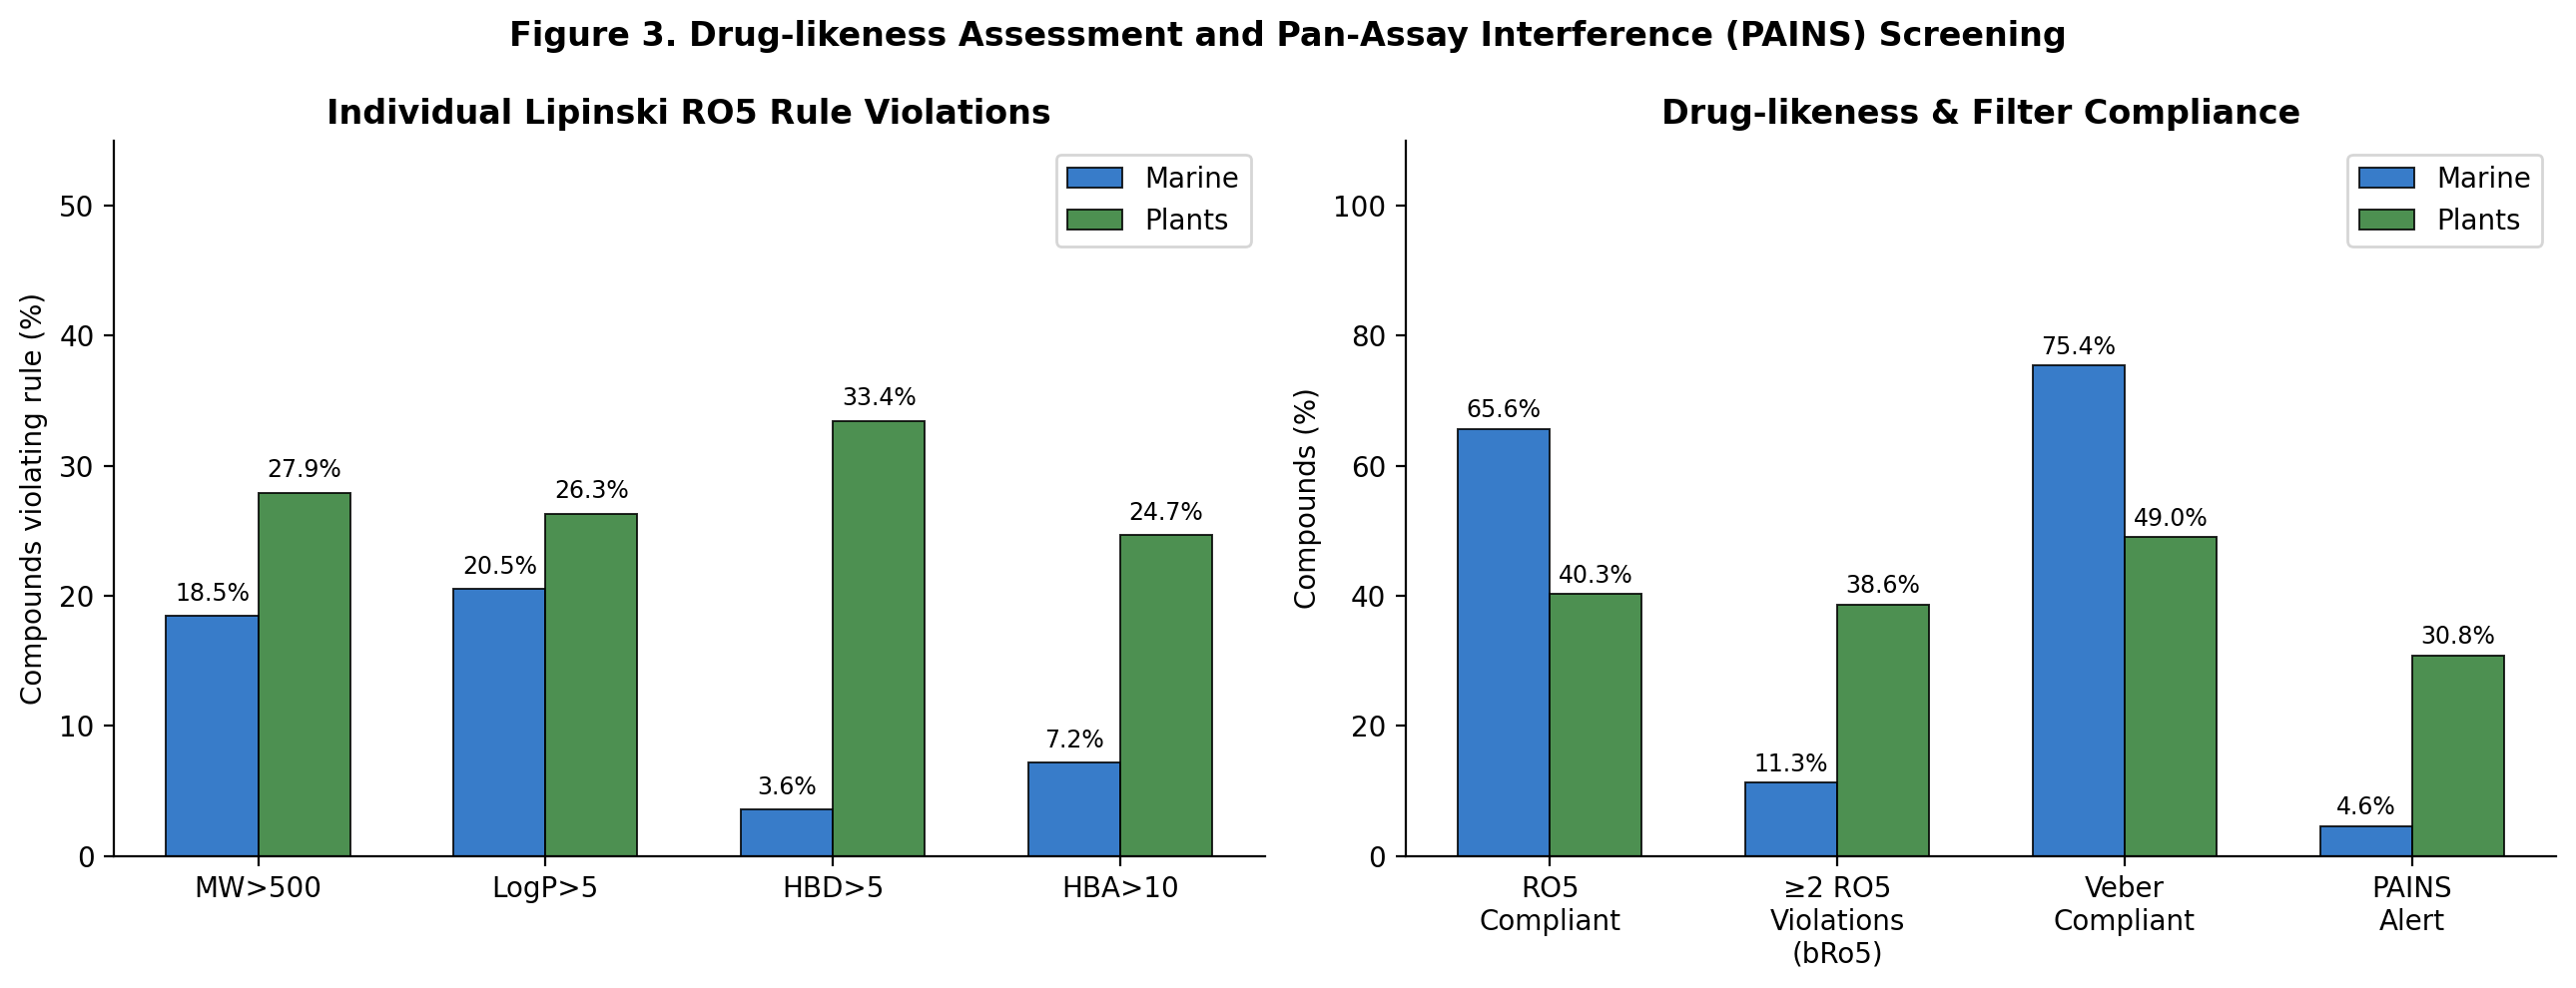 Figure 3. Drug-likeness Assessment and Pan-Assay Interference (PAINS) Screening
Individual Lipinski RO5 Rule Violations
Compounds violating rule (%)
50
40
30
20
10
0
Marine
Plants
18.5%
27.9%
20.5%
26.3%
3.6%
33.4%
7.2%
24.7%
MW>500
LogP>5
HBD>5
HBA>10
Drug-likeness & Filter Compliance
Compounds (%)
100
80
60
40
20
0
Marine
Plants
65.6%
40.3%
11.3%
38.6%
75.4%
49.0%
4.6%
30.8%
RO5
Compliant
≥2 RO5
Violations
(bRo5)
Veber
Compliant
PAINS
Alert